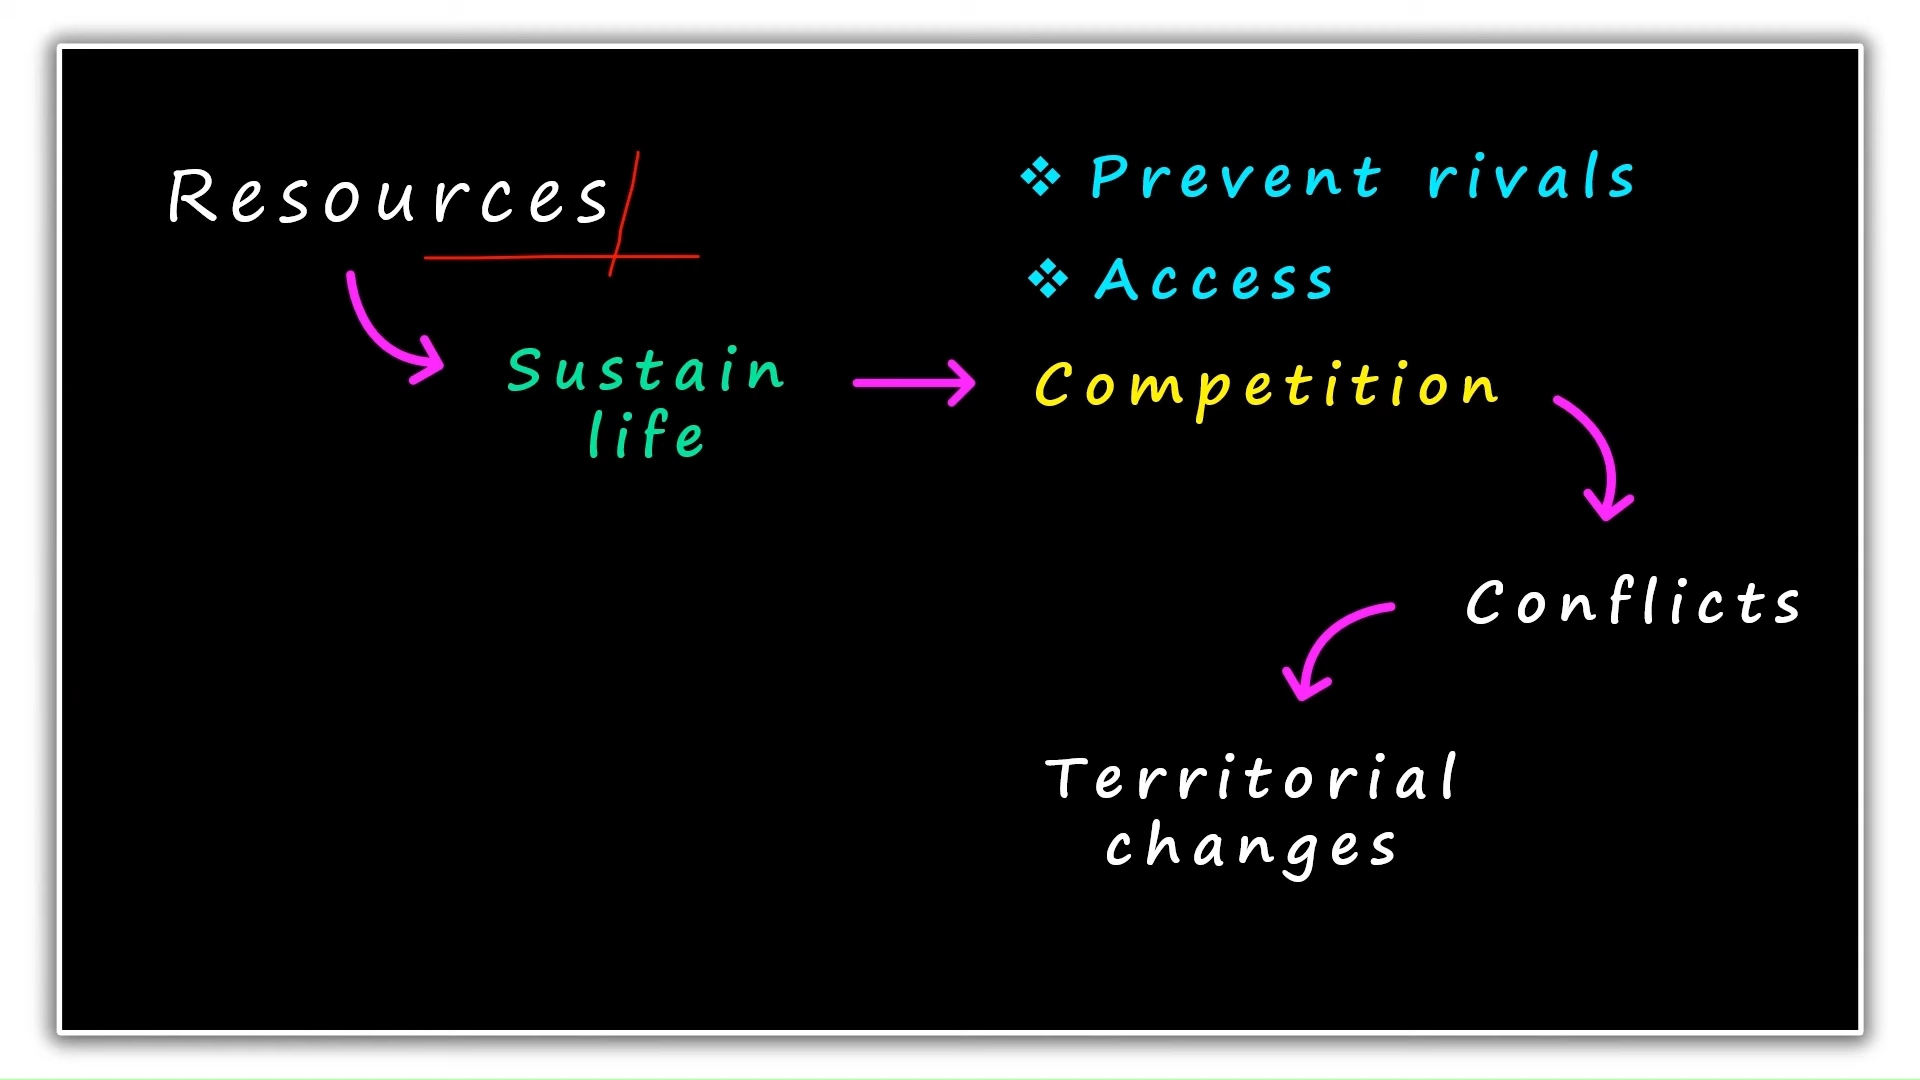 Resources
❖ Prevent rivals
❖ Access
Sustain
life
Competition
Conflicts
Territorial
changes